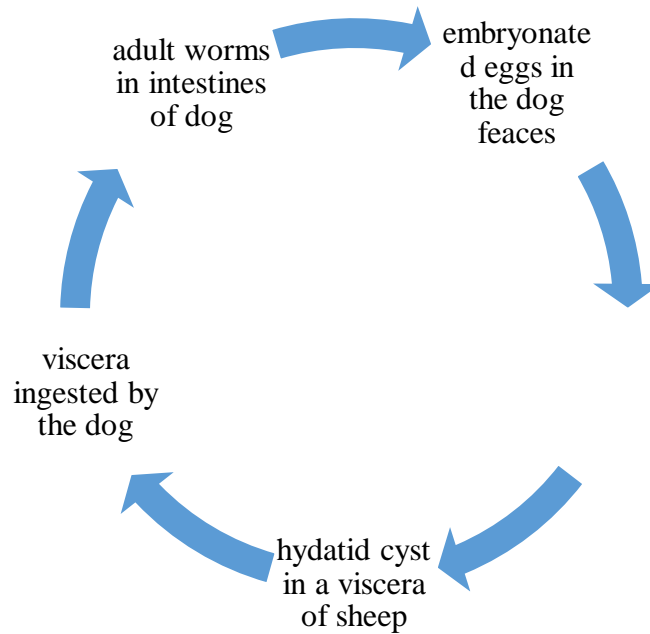 adult worms
in intestines
of dog
embryonate
d eggs in
the dog
feaces
hydatid cyst
in a viscera
of sheep
viscera
ingested by
the dog